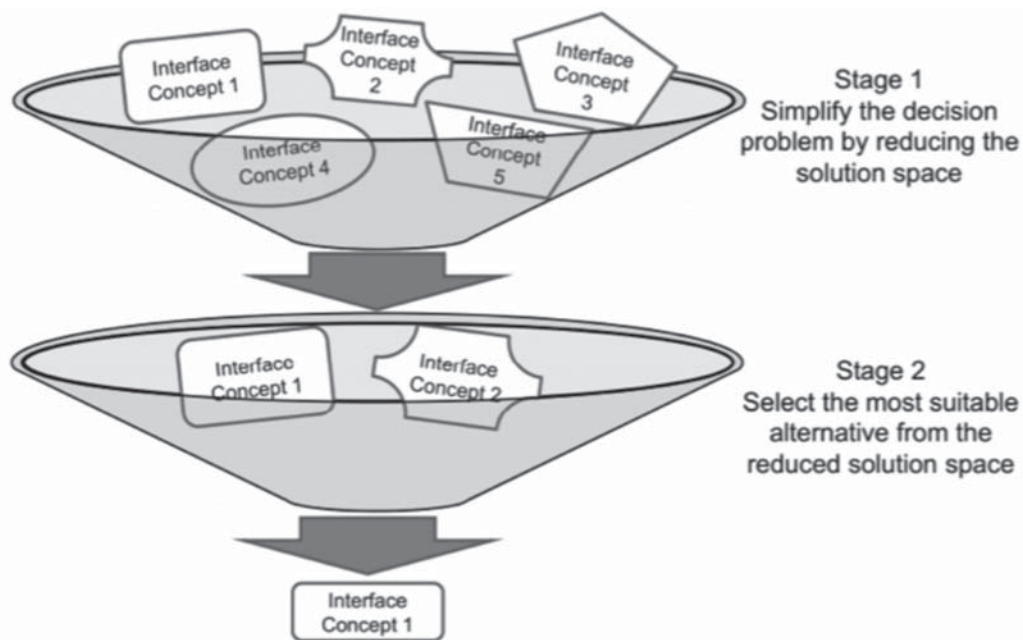 Interface
Concept 1
Interface
Concept
2
Interface
Concept
3
Interface
Concept 4
Interface
Concept
5
Stage 1
Simplify the decision
problem by reducing the
solution space
Interface
Concept 1
Interface
Concept 2
Stage 2
Select the most suitable
alternative from the
reduced solution space
Interface
Concept 1